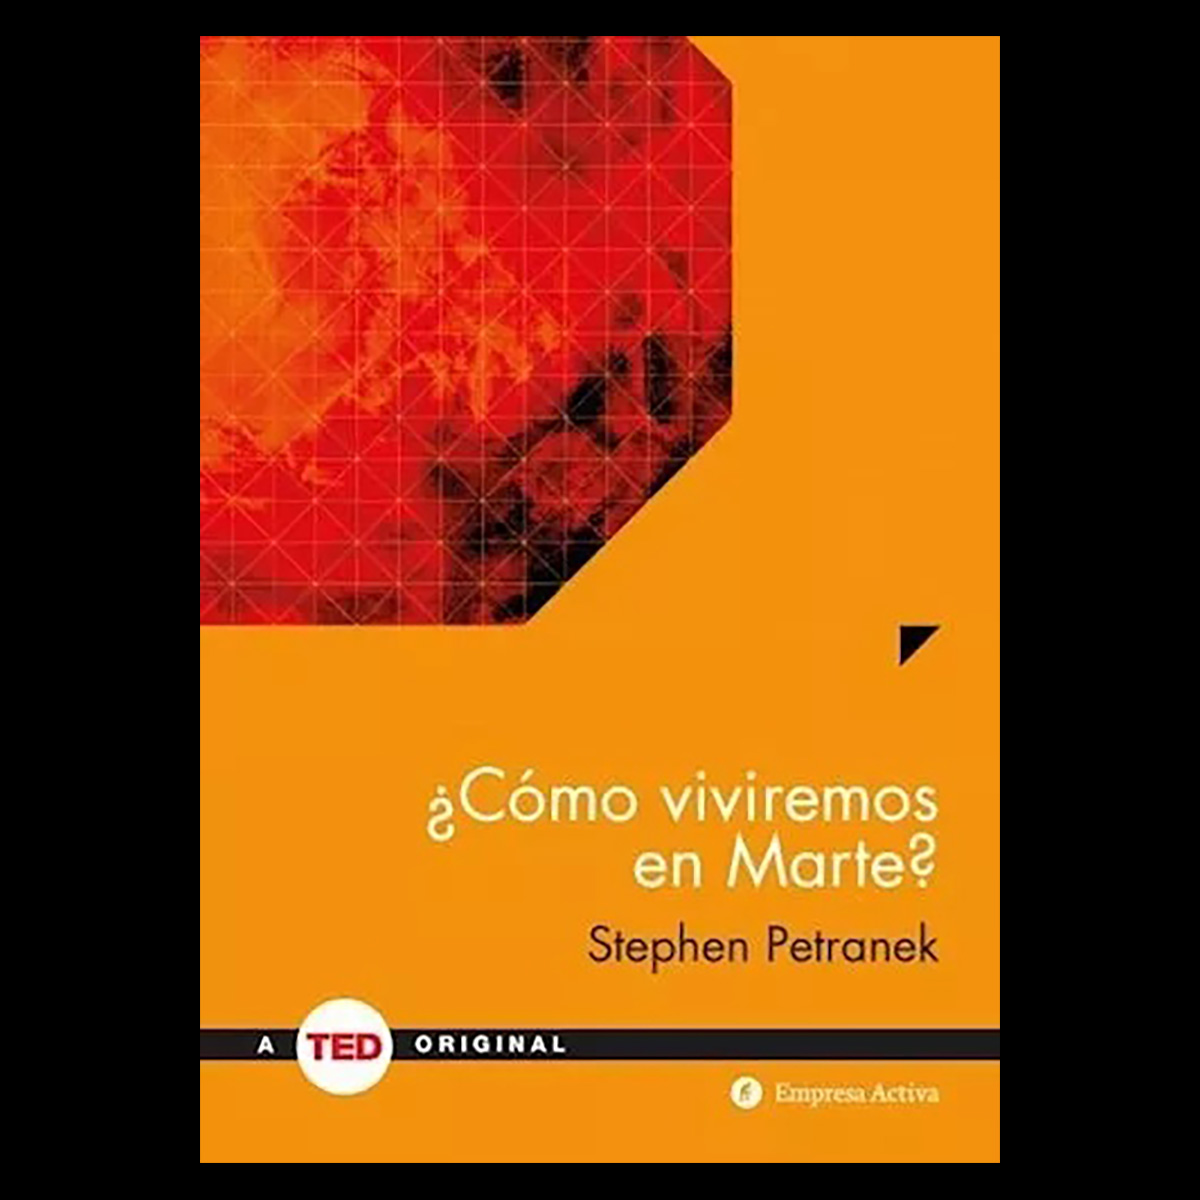 ¿Cómo viviremos
en Marte?
Stephen Petranek
A TED ORIGINAL
Empresa Activa